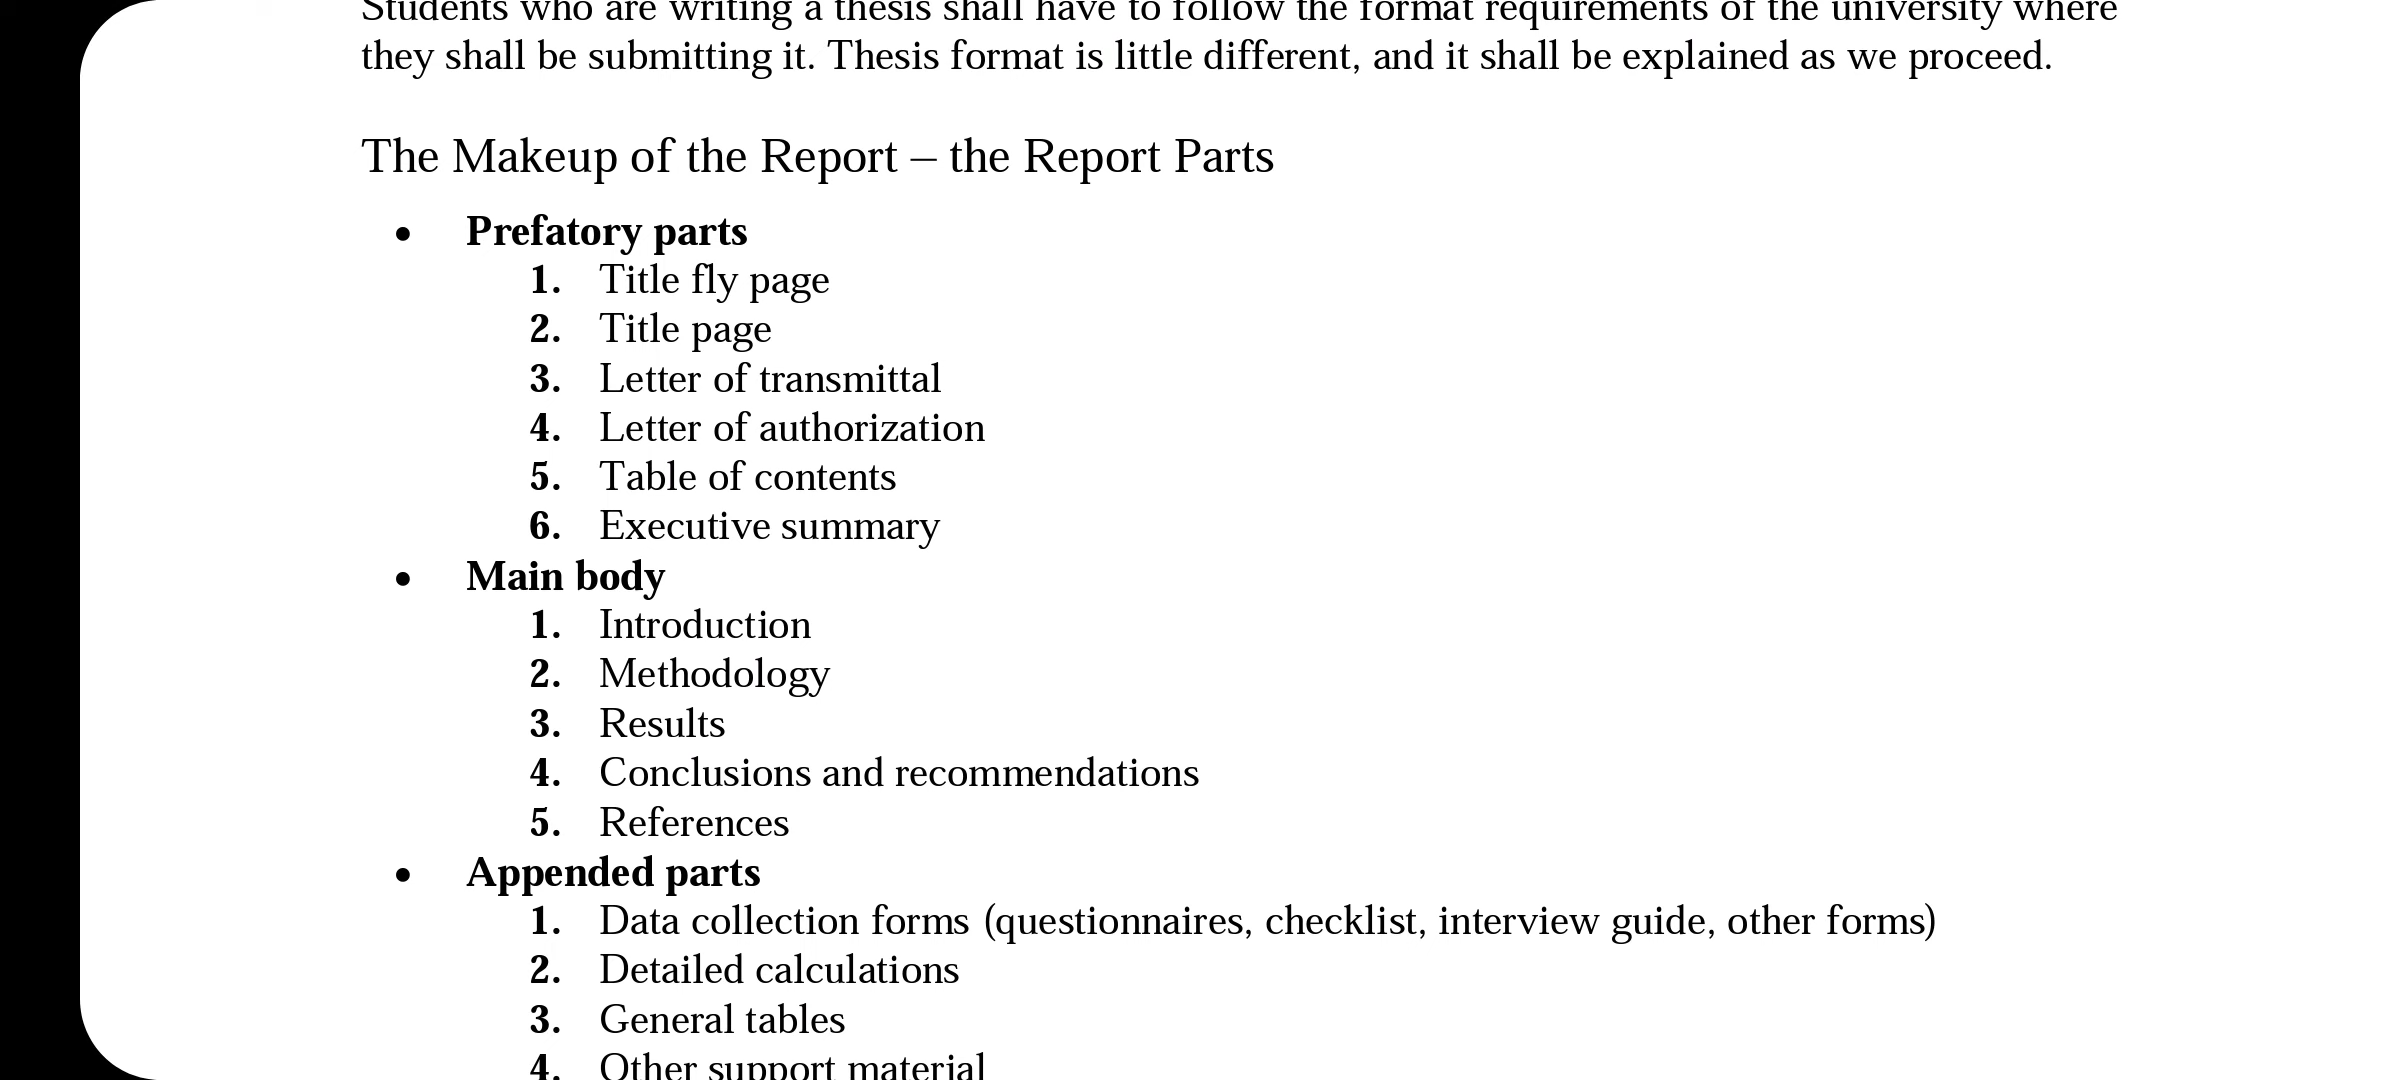 Students who are writing a thesis shall have to follow the format requirements of the university where
they shall be submitting it. Thesis format is little different, and it shall be explained as we proceed.
The Makeup of the Report – the Report Parts
• Prefatory parts
1. Title fly page
2. Title page
3. Letter of transmittal
4. Letter of authorization
5. Table of contents
6. Executive summary
• Main body
1. Introduction
2. Methodology
3. Results
4. Conclusions and recommendations
5. References
• Appended parts
1. Data collection forms (questionnaires, checklist, interview guide, other forms)
2. Detailed calculations
3. General tables
4. Other support material